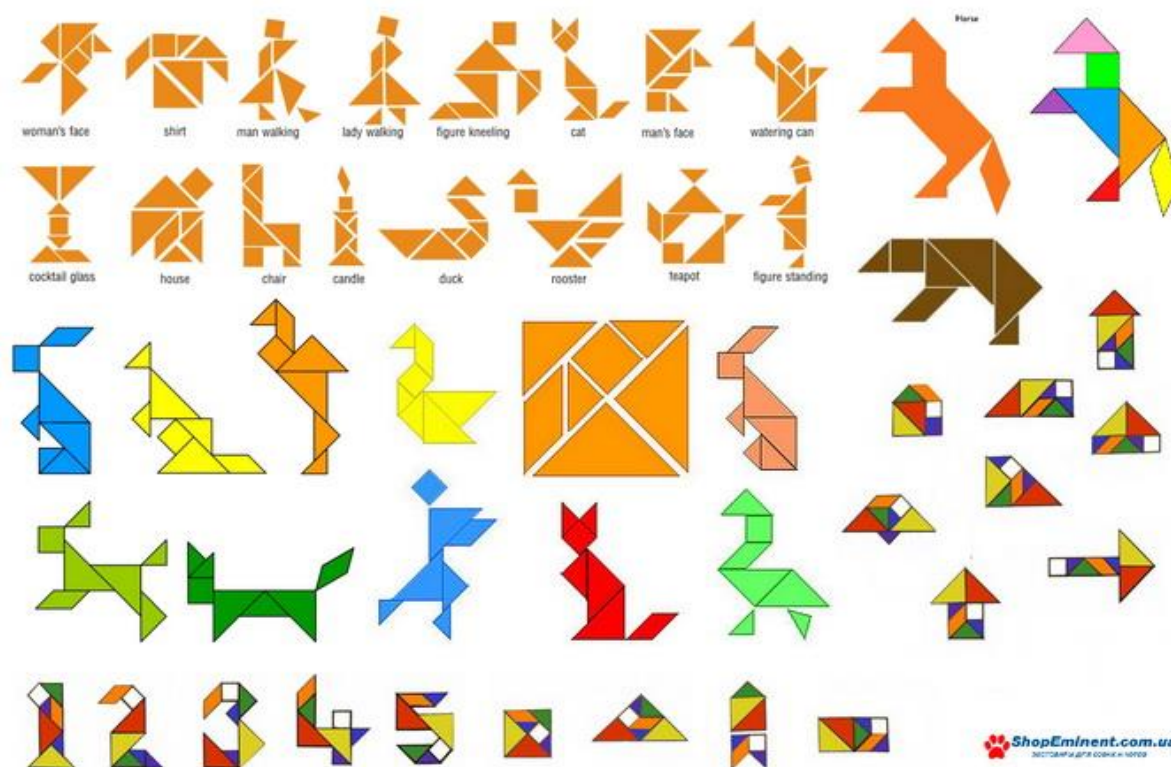 Horse
woman's face
shirt
man walking
lady walking
figure kneeling
cat
man's face
watering can
cocktail glass
house
chair
candle
duck
rooster
teapot
figure standing
ShopEminent.com.ua